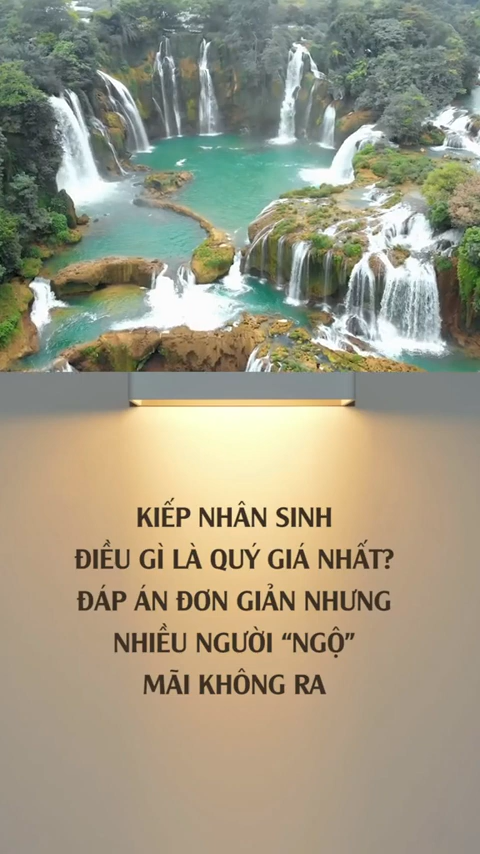 KIẾP NHÂN SINH
ĐIỀU GÌ LÀ QUÝ GIÁ NHẤT?
ĐÁP ÁN ĐƠN GIẢN NHƯNG
NHIỀU NGƯỜI “NGỘ”
MÃI KHÔNG RA